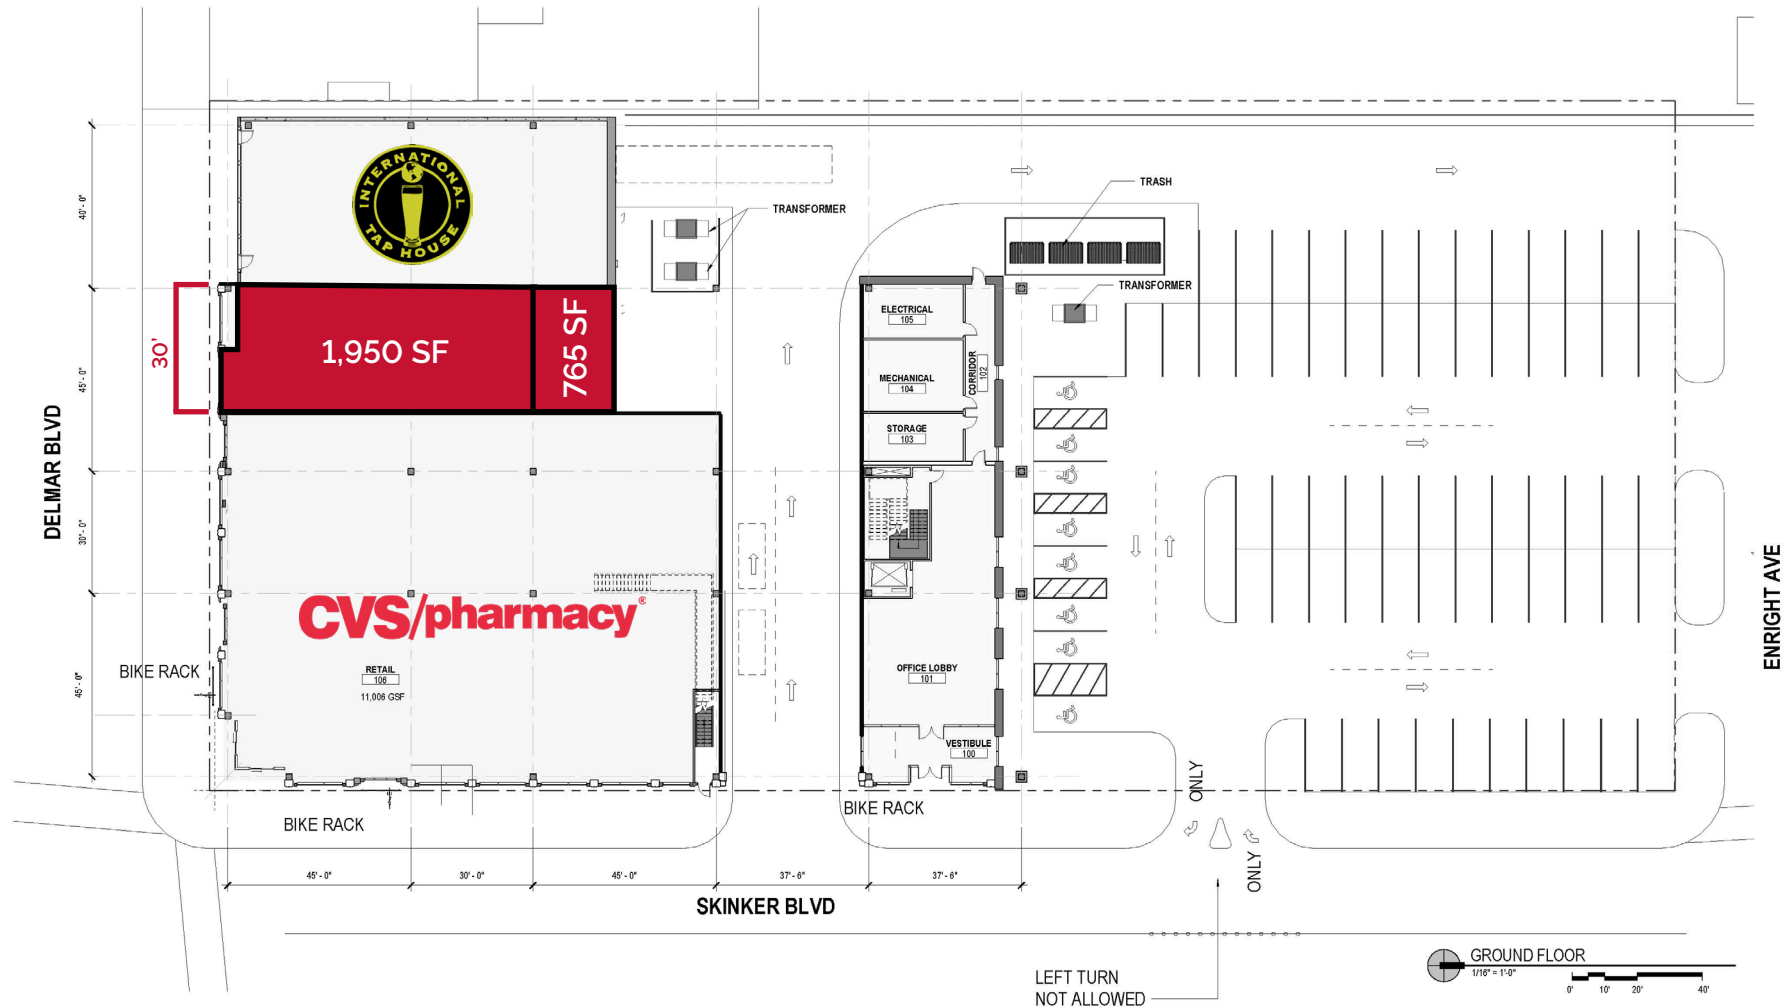 INTERNATIONAL
TAP HOUSE
TRASH
TRANSFORMER
40' - 0"
TRANSFORMER
ELECTRICAL
105
1,950 SF
765 SF
30'
MECHANICAL
104
CORRIDOR
102
45' - 0"
STORAGE
103
DELMAR BLVD
30' - 0"
ENRIGHT AVE
CVS/pharmacy®
BIKE RACK
RETAIL
106
11,006 GSF
OFFICE LOBBY
101
45' - 0"
VESTIBULE
100
ONLY
BIKE RACK
BIKE RACK
ONLY
45' - 0"
30' - 0"
45' - 0"
37' - 6"
37' - 6"
SKINKER BLVD
LEFT TURN
NOT ALLOWED
GROUND FLOOR
1/16" = 1'-0"
0'
10'
20'
40'